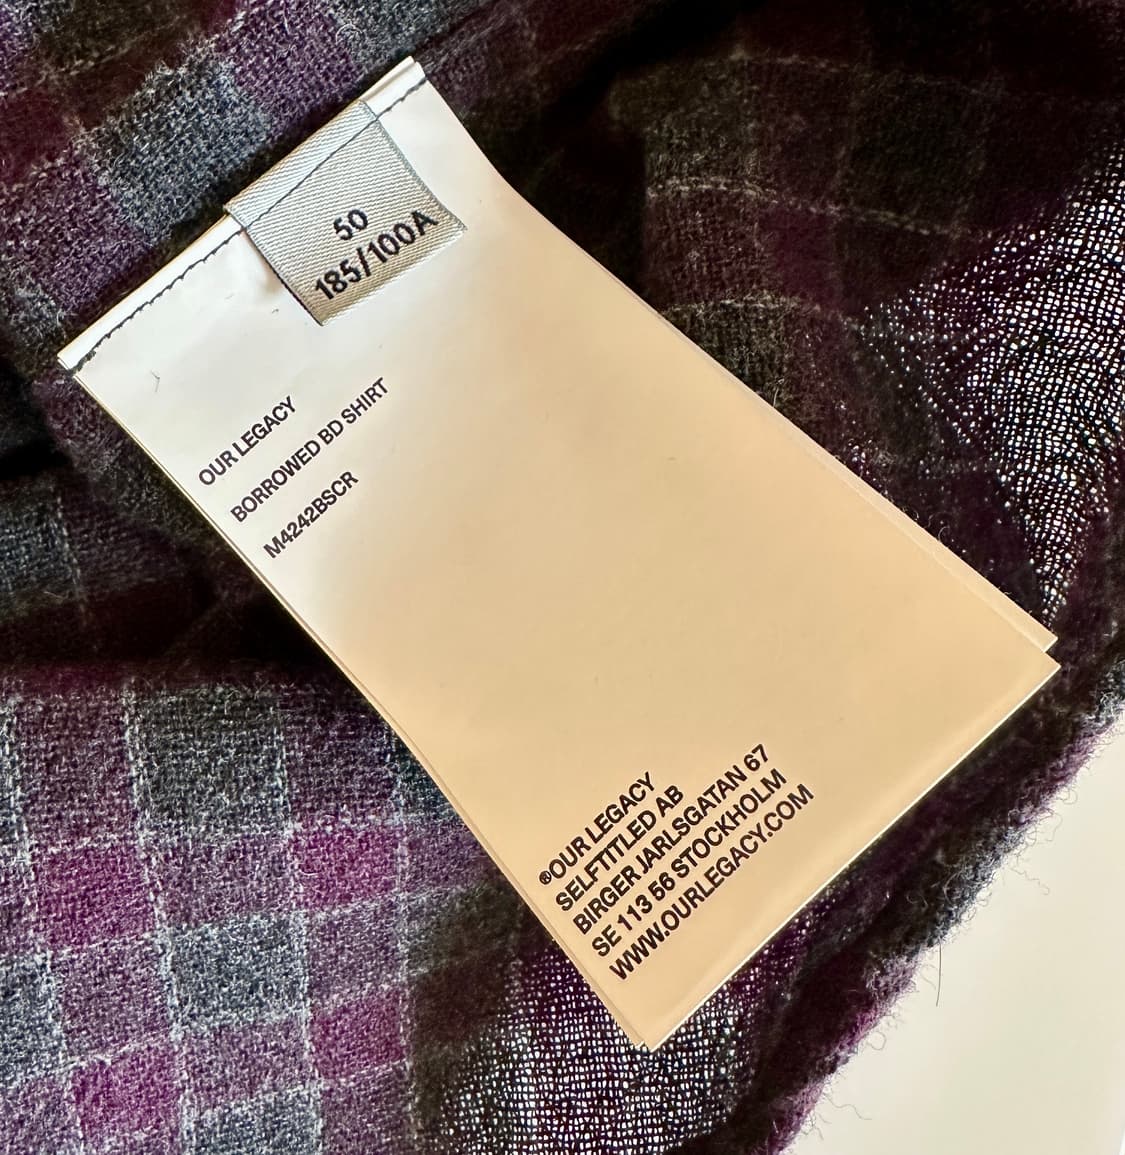 50
185/100A
OUR LEGACY
BORROWED BD SHIRT
M4242BSCR
®OUR LEGACY
SELFTITLED AB
BIRGER JARLSGATAN 67
SE 113 56 STOCKHOLM
WWW.OURLEGACY.COM